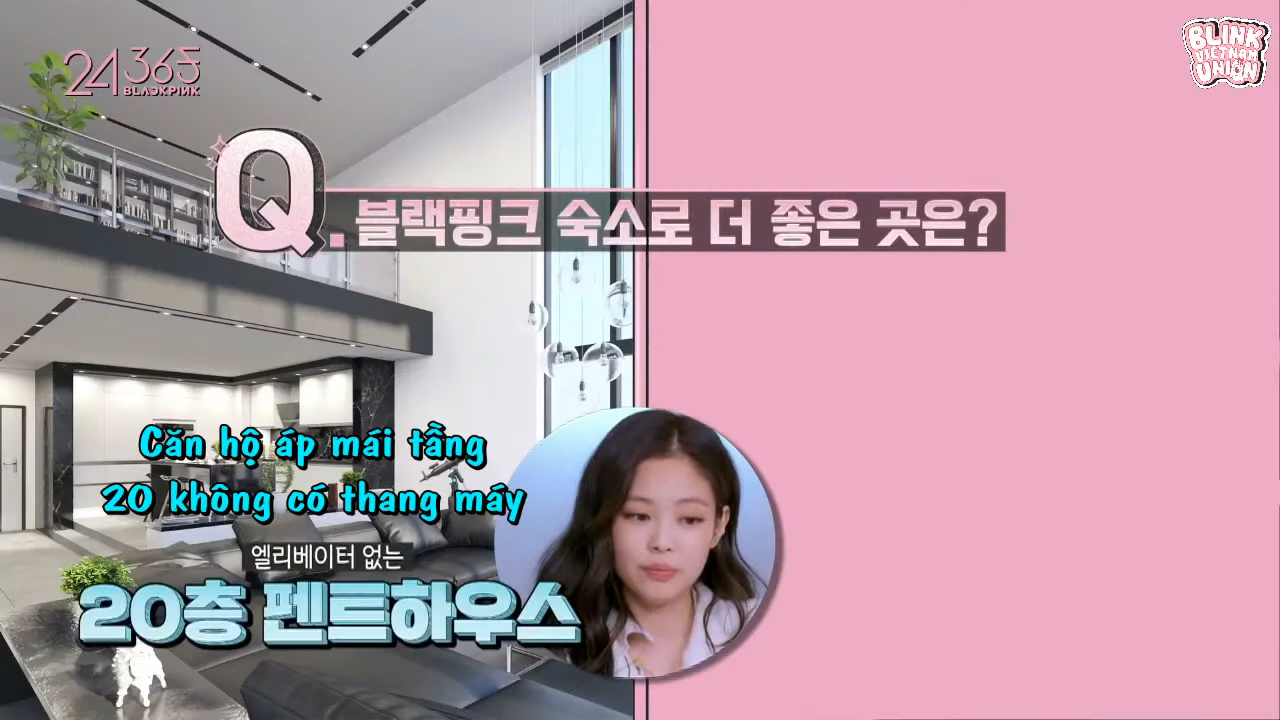 24 365
BLACKPINK
BLINK
VIETNAM
UNION
Q. 블랙핑크 숙소로 더 좋은 곳은?
Căn hộ áp mái tầng
20 không có thang máy
엘리베이터 없는
20층 펜트하우스